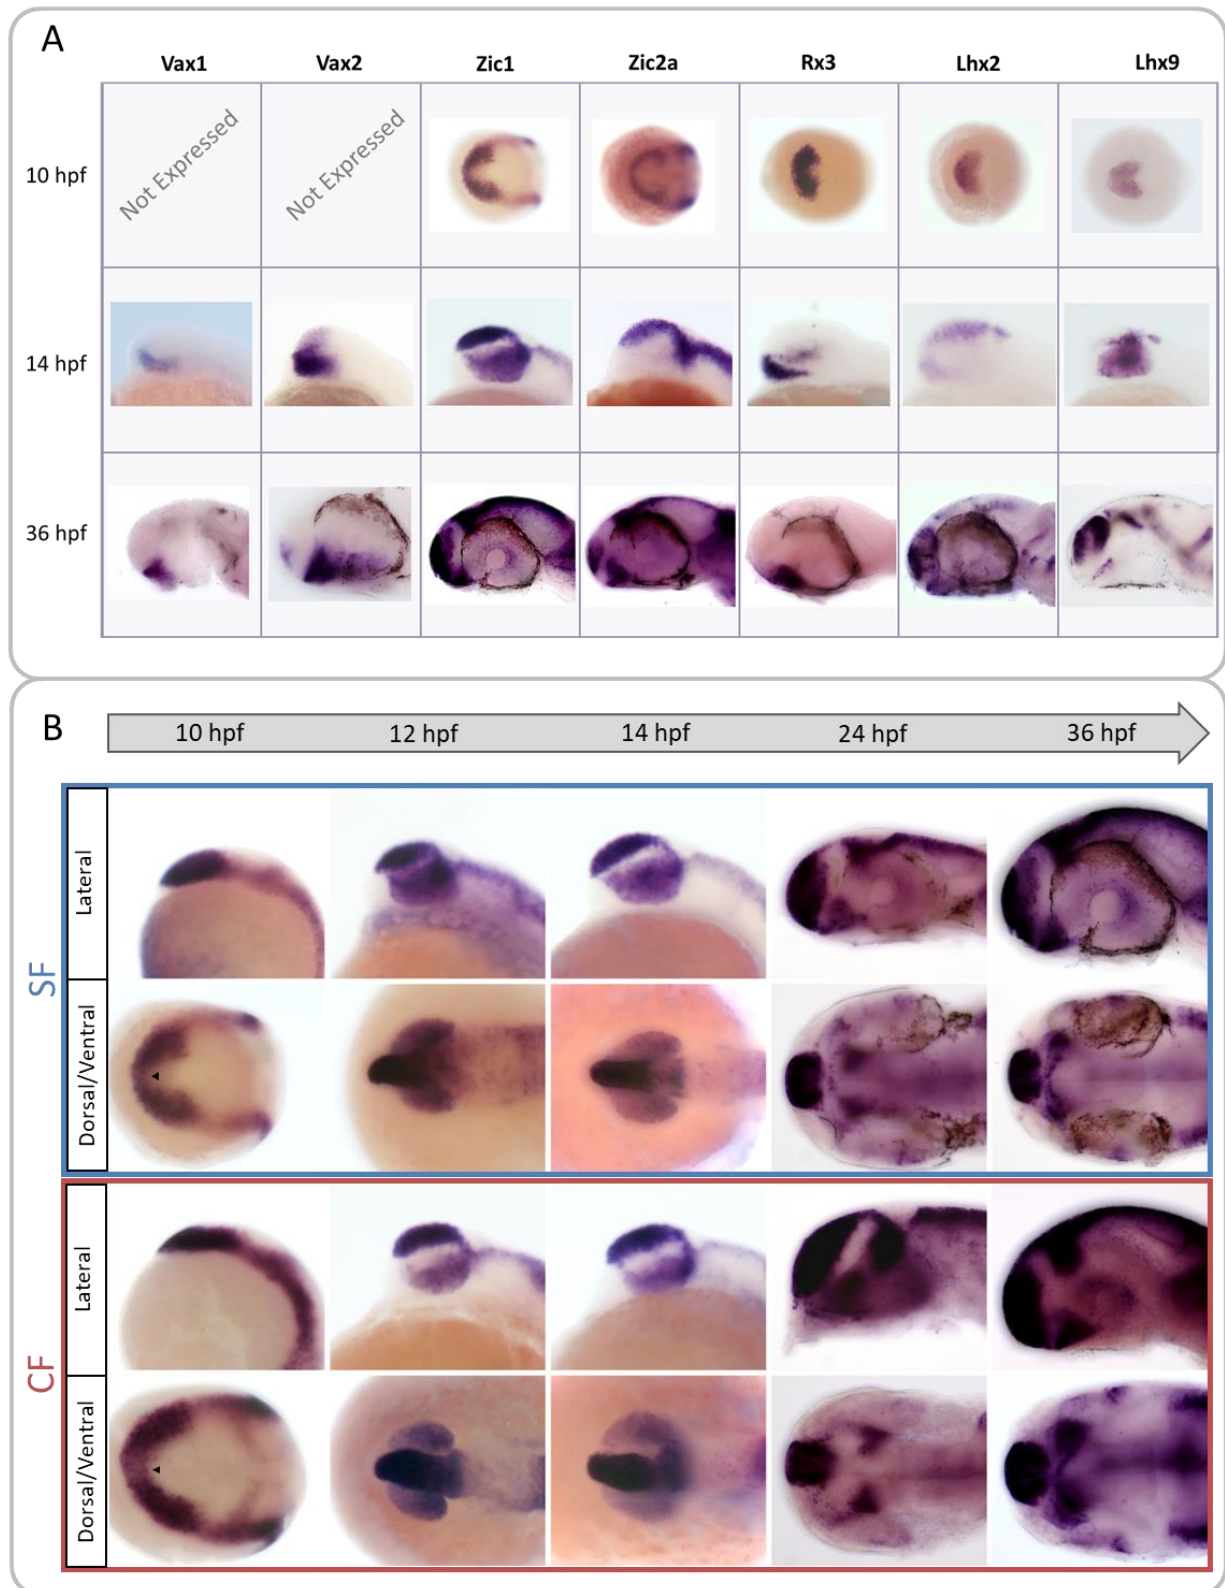 A
Vax1 Vax2 Zic1 Zic2a Rx3 Lhx2 Lhx9
10 hpf
Not Expressed
Not Expressed
14 hpf
36 hpf
B
10 hpf 12 hpf 14 hpf 24 hpf 36 hpf
SF
Lateral
Dorsal/Ventral
CF
Lateral
Dorsal/Ventral